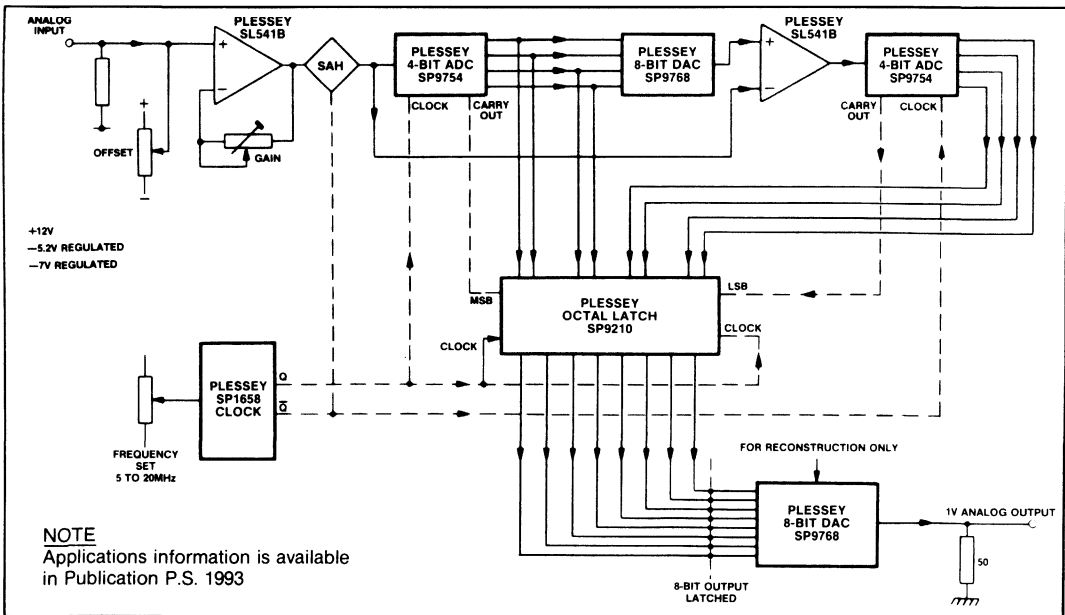 ANALOG
INPUT
PLESSEY
SL541B
+
−
SAH
PLESSEY
4-BIT ADC
SP9754
CLOCK
CARRY
OUT
PLESSEY
8-BIT DAC
SP9768
PLESSEY
SL541B
+
−
PLESSEY
4-BIT ADC
SP9754
CARRY
OUT
CLOCK
+
OFFSET
−
GAIN
+12V
—5.2V REGULATED
—7V REGULATED
MSB
PLESSEY
OCTAL LATCH
SP9210
LSB
CLOCK
CLOCK
PLESSEY
SP1658
CLOCK
Q
Q̅
FREQUENCY
SET
5 TO 20MHz
FOR RECONSTRUCTION ONLY
PLESSEY
8-BIT DAC
SP9768
1V ANALOG OUTPUT
50
8-BIT OUTPUT
LATCHED
NOTE
Applications information is available
in Publication P.S. 1993